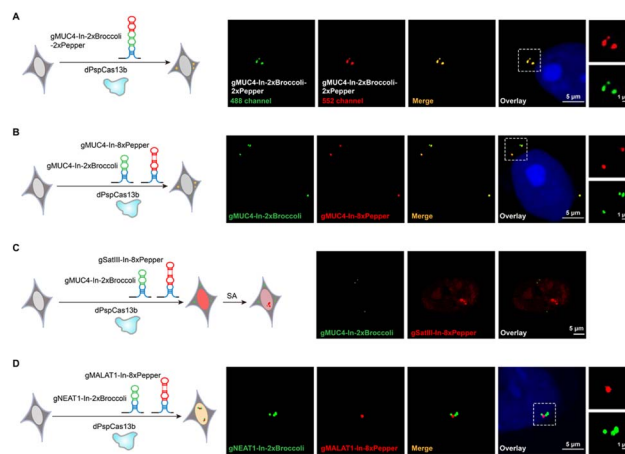 A
gMUC4-In-2xBroccoli
-2xPepper
dPspCas13b
gMUC4-In-2xBroccoli-
2xPepper
488 channel
gMUC4-In-2xBroccoli-
2xPepper
552 channel
Merge
Overlay
5 μm
B
gMUC4-In-8xPepper
gMUC4-In-2xBroccoli
dPspCas13b
gMUC4-In-2xBroccoli
gMUC4-In-8xPepper
Merge
Overlay
5 μm
C
gSatIII-In-8xPepper
gMUC4-In-2xBroccoli
dPspCas13b
SA
gMUC4-In-2xBroccoli
gSatIII-In-8xPepper
Overlay
5 μm
D
gMALAT1-In-8xPepper
gNEAT1-In-2xBroccoli
dPspCas13b
gNEAT1-In-2xBroccoli
gMALAT1-In-8xPepper
Merge
Overlay
5 μm